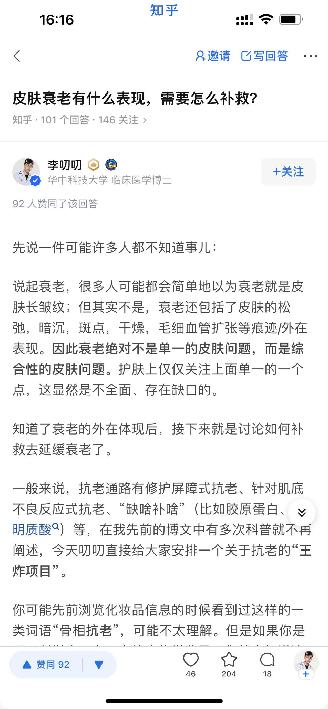 16:16
知乎
邀请
写回答
皮肤衰老有什么表现，需要怎么补救？
知乎 · 101 个回答 · 146 关注 >
李叨叨
华中科技大学 临床医学博士
+关注
92 人赞同了该回答
先说一件可能许多人都不知道事儿：
说起衰老，很多人可能都会简单地以为衰老就是皮
肤长皱纹；但其实不是，衰老还包括了皮肤的松
弛，暗沉，斑点，干燥，毛细血管扩张等痕迹/外在
表现。因此衰老绝对不是单一的皮肤问题，而是综
合性的皮肤问题。护肤上仅仅关注上面单一的一个
点，这显然是不全面、存在缺口的。
知道了衰老的外在体现后，接下来就是讨论如何补
救去延缓衰老了。
一般来说，抗老通路有修护屏障式抗老、针对肌底
不良反应式抗老、“缺啥补啥”（比如胶原蛋白、
明质酸）等，在我先前的博文中有多次科普就不再
阐述，今天叨叨直接给大家安排一个关于抗老的“王
炸项目”。
你可能先前浏览化妆品信息的时候看到过这样的一
类词语“骨相抗老”，可能不太理解。但是如果你是
赞同 92
46
204
18